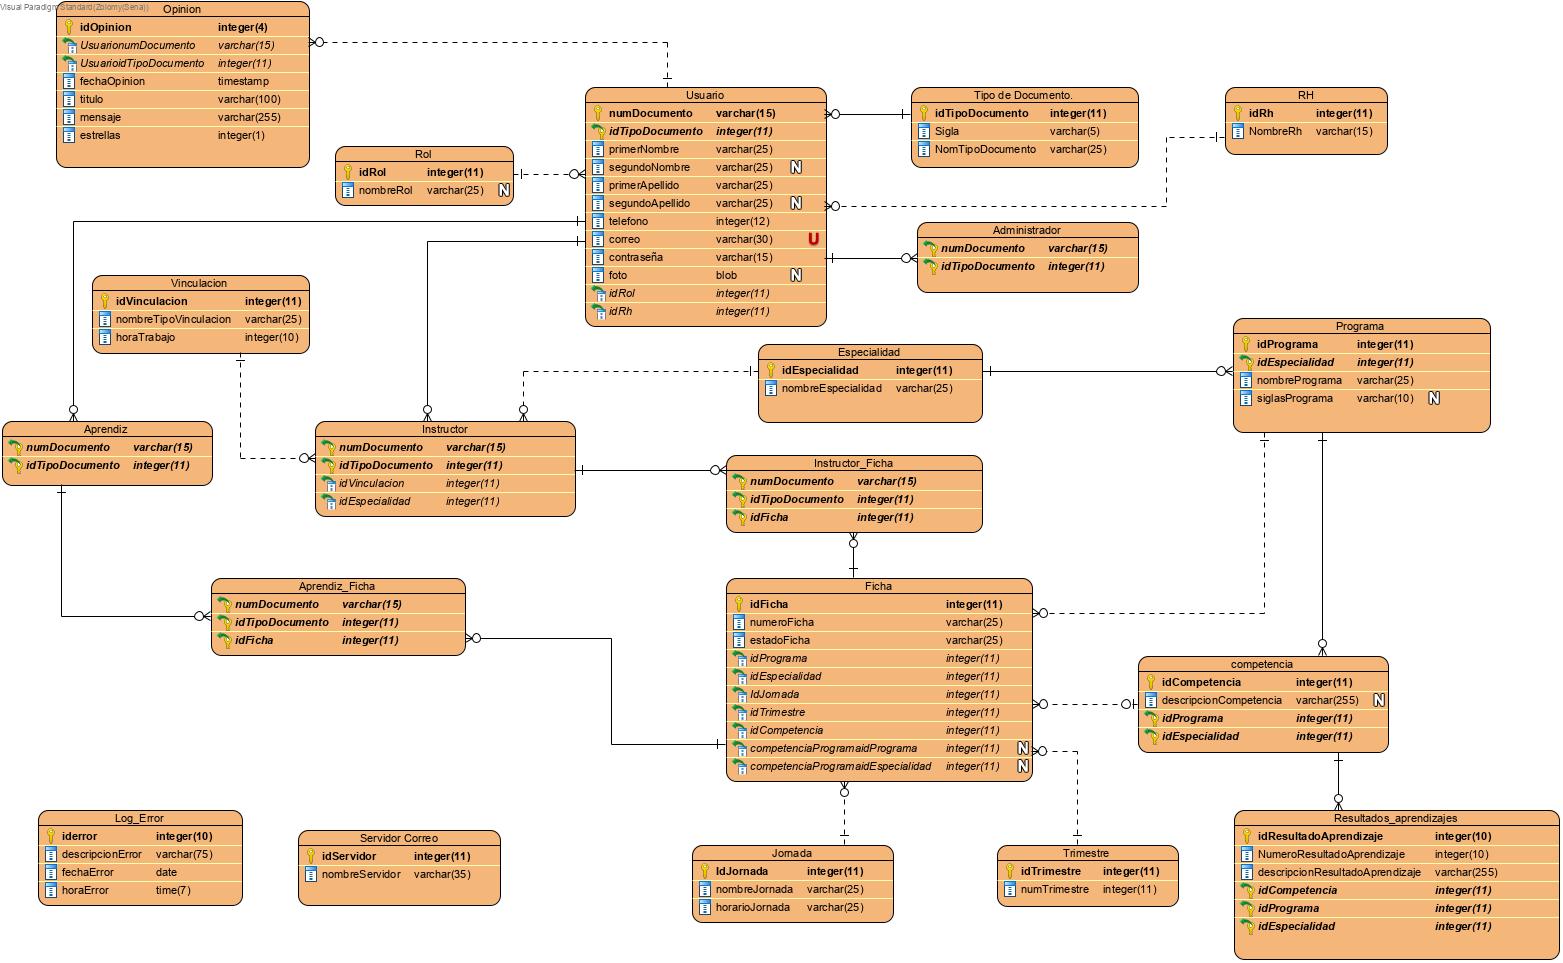 Visual Paradigm Standard(Zolomy(Sena))
Opinion
idOpinion integer(4)
UsuarionumDocumento varchar(15)
UsuarioidTipoDocumento integer(11)
fechaOpinion timestamp
titulo varchar(100)
mensaje varchar(255)
estrellas integer(1)
Usuario
numDocumento varchar(15)
idTipoDocumento integer(11)
primerNombre varchar(25)
segundoNombre varchar(25) N
primerApellido varchar(25)
segundoApellido varchar(25) N
telefono integer(12)
correo varchar(30) U
contraseña varchar(15)
foto blob N
idRol integer(11)
idRh integer(11)
Tipo de Documento.
idTipoDocumento integer(11)
Sigla varchar(5)
NomTipoDocumento varchar(25)
RH
idRh integer(11)
NombreRh varchar(15)
Rol
idRol integer(11)
nombreRol varchar(25) N
Administrador
numDocumento varchar(15)
idTipoDocumento integer(11)
Vinculacion
idVinculacion integer(11)
nombreTipoVinculacion varchar(25)
horaTrabajo integer(10)
Especialidad
idEspecialidad integer(11)
nombreEspecialidad varchar(25)
Programa
idPrograma integer(11)
idEspecialidad integer(11)
nombrePrograma varchar(25)
siglasPrograma varchar(10) N
Aprendiz
numDocumento varchar(15)
idTipoDocumento integer(11)
Instructor
numDocumento varchar(15)
idTipoDocumento integer(11)
idVinculacion integer(11)
idEspecialidad integer(11)
Instructor_Ficha
numDocumento varchar(15)
idTipoDocumento integer(11)
idFicha integer(11)
Aprendiz_Ficha
numDocumento varchar(15)
idTipoDocumento integer(11)
idFicha integer(11)
Ficha
idFicha integer(11)
numeroFicha varchar(25)
estadoFicha varchar(25)
idPrograma integer(11)
idEspecialidad integer(11)
IdJornada integer(11)
idTrimestre integer(11)
idCompetencia integer(11)
competenciaProgramaidPrograma integer(11) N
competenciaProgramaidEspecialidad integer(11) N
competencia
idCompetencia integer(11)
descripcionCompetencia varchar(255) N
idPrograma integer(11)
idEspecialidad integer(11)
Log_Error
iderror integer(10)
descripcionError varchar(75)
fechaError date
horaError time(7)
Servidor Correo
idServidor integer(11)
nombreServidor varchar(35)
Jornada
IdJornada integer(11)
nombreJornada varchar(25)
horarioJornada varchar(25)
Trimestre
idTrimestre integer(11)
numTrimestre integer(11)
Resultados_aprendizajes
idResultadoAprendizaje integer(10)
NumeroResultadoAprendizaje integer(10)
descripcionResultadoAprendizaje varchar(255)
idCompetencia integer(11)
idPrograma integer(11)
idEspecialidad integer(11)